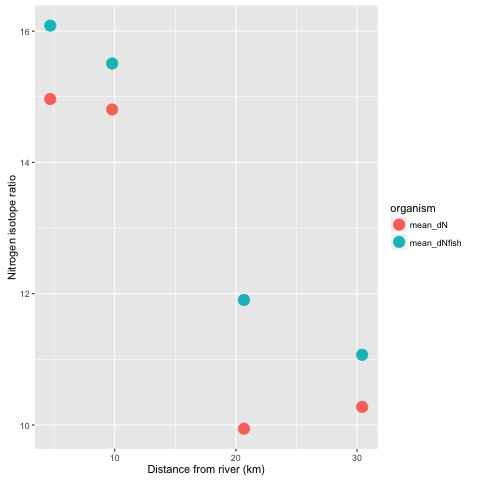 16
14
12
10
Nitrogen isotope ratio
10 20 30
Distance from river (km)
organism
mean_dN
mean_dNfish